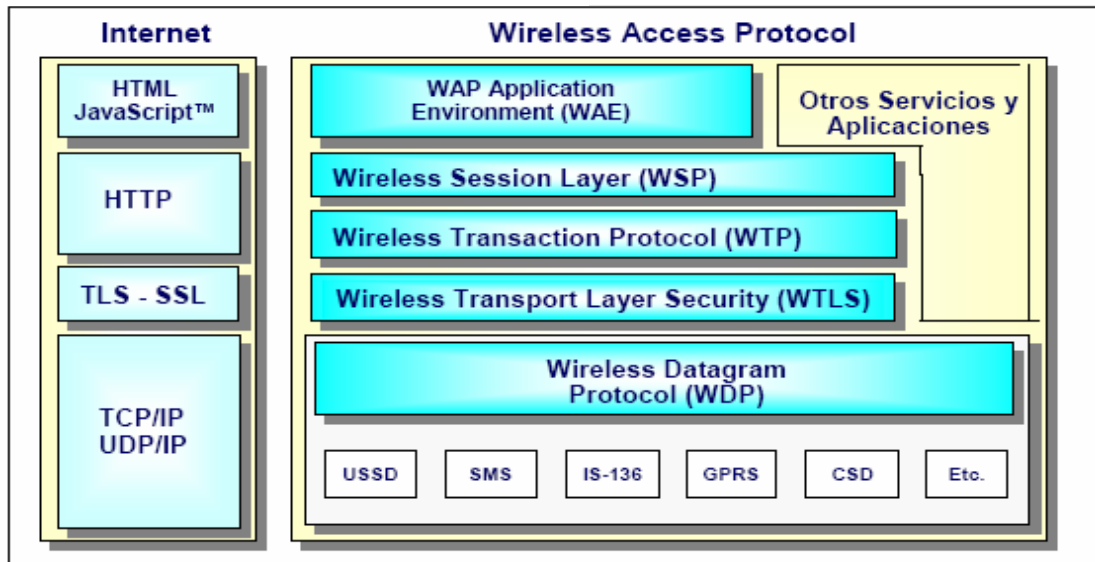 Internet
HTML
JavaScript™
HTTP
TLS - SSL
TCP/IP
UDP/IP
Wireless Access Protocol
WAP Application
Environment (WAE)
Otros Servicios y
Aplicaciones
Wireless Session Layer (WSP)
Wireless Transaction Protocol (WTP)
Wireless Transport Layer Security (WTLS)
Wireless Datagram
Protocol (WDP)
USSD
SMS
IS-136
GPRS
CSD
Etc.